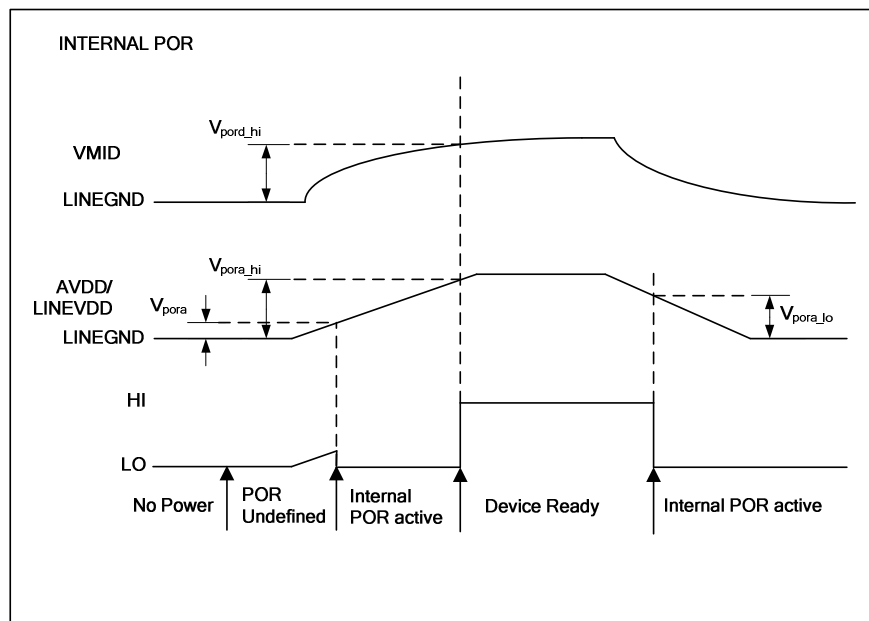 INTERNAL POR
Vpord_hi
VMID
LINEGND
Vpora_hi
AVDD/
LINEVDD
Vpora
LINEGND
Vpora_lo
HI
LO
No Power
POR
Undefined
Internal
POR active
Device Ready
Internal POR active